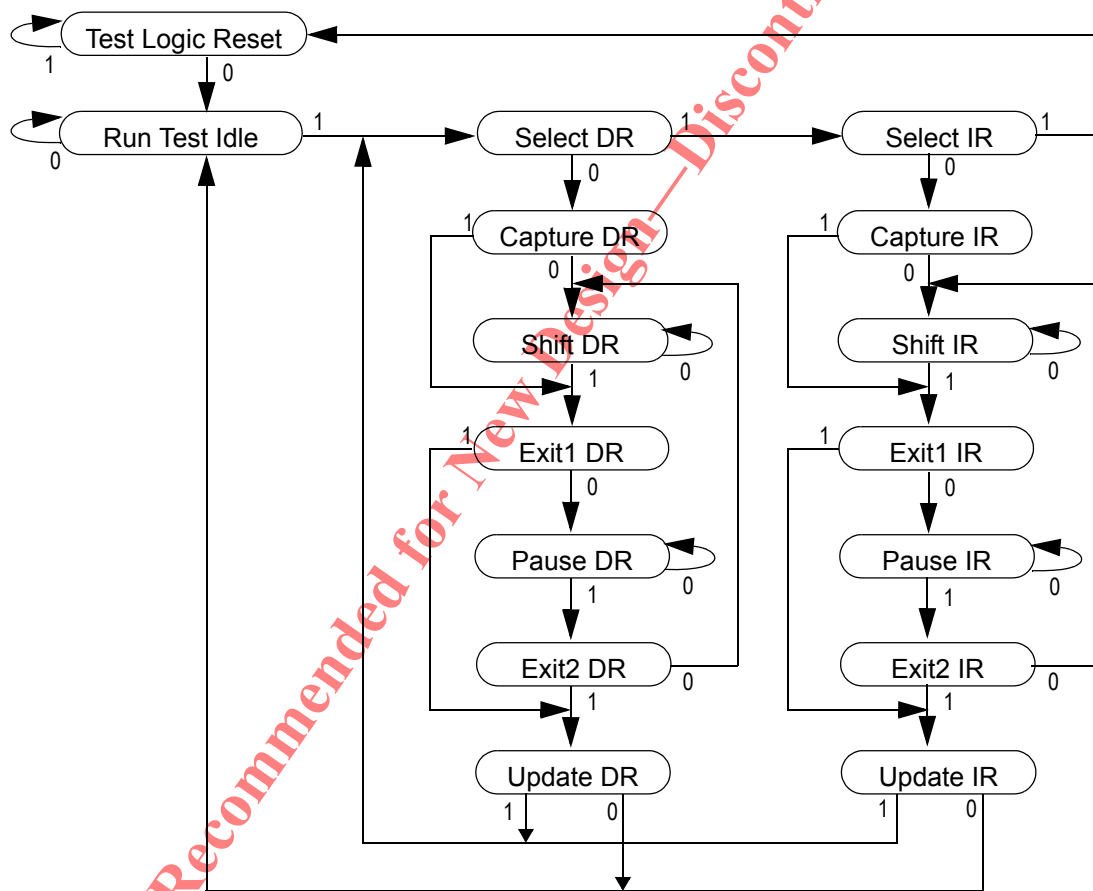 Test Logic Reset
1
0
Run Test Idle
0
1
Select DR
1
0
Select IR
1
0
Capture DR
1
0
Capture IR
1
0
Shift DR
0
1
Shift IR
0
1
Exit1 DR
1
0
Exit1 IR
1
0
Pause DR
0
1
Pause IR
0
1
Exit2 DR
0
1
Exit2 IR
0
1
Update DR
1
0
Update IR
1
0
Recommended for New Design—Disconti